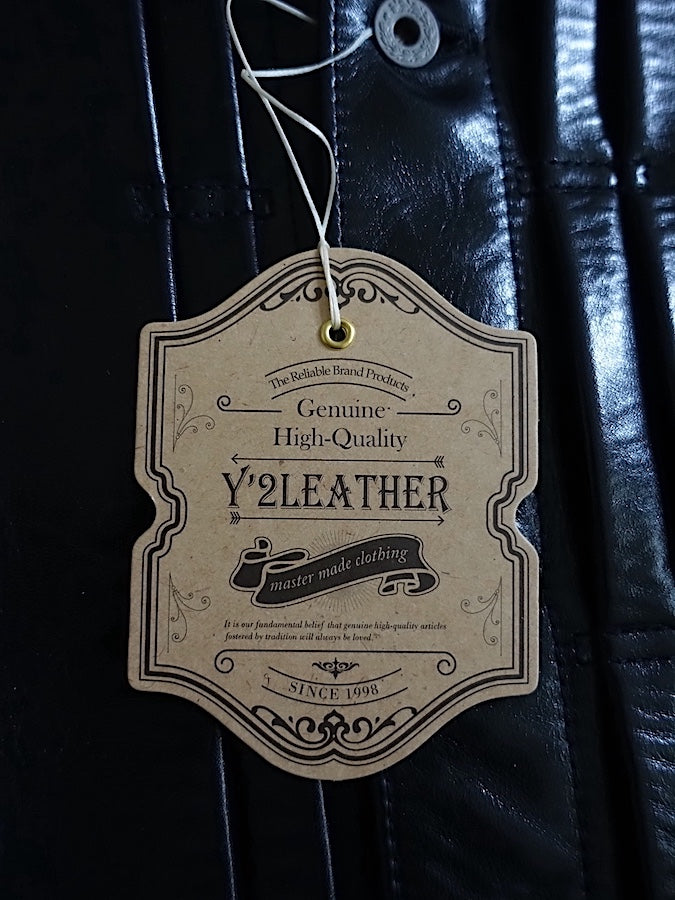 The Reliable Brand Products
Genuine
High-Quality
Y'2LEATHER
master made clothing
It is our fundamental belief that genuine high-quality articles
fostered by tradition will always be loved.
SINCE 1998